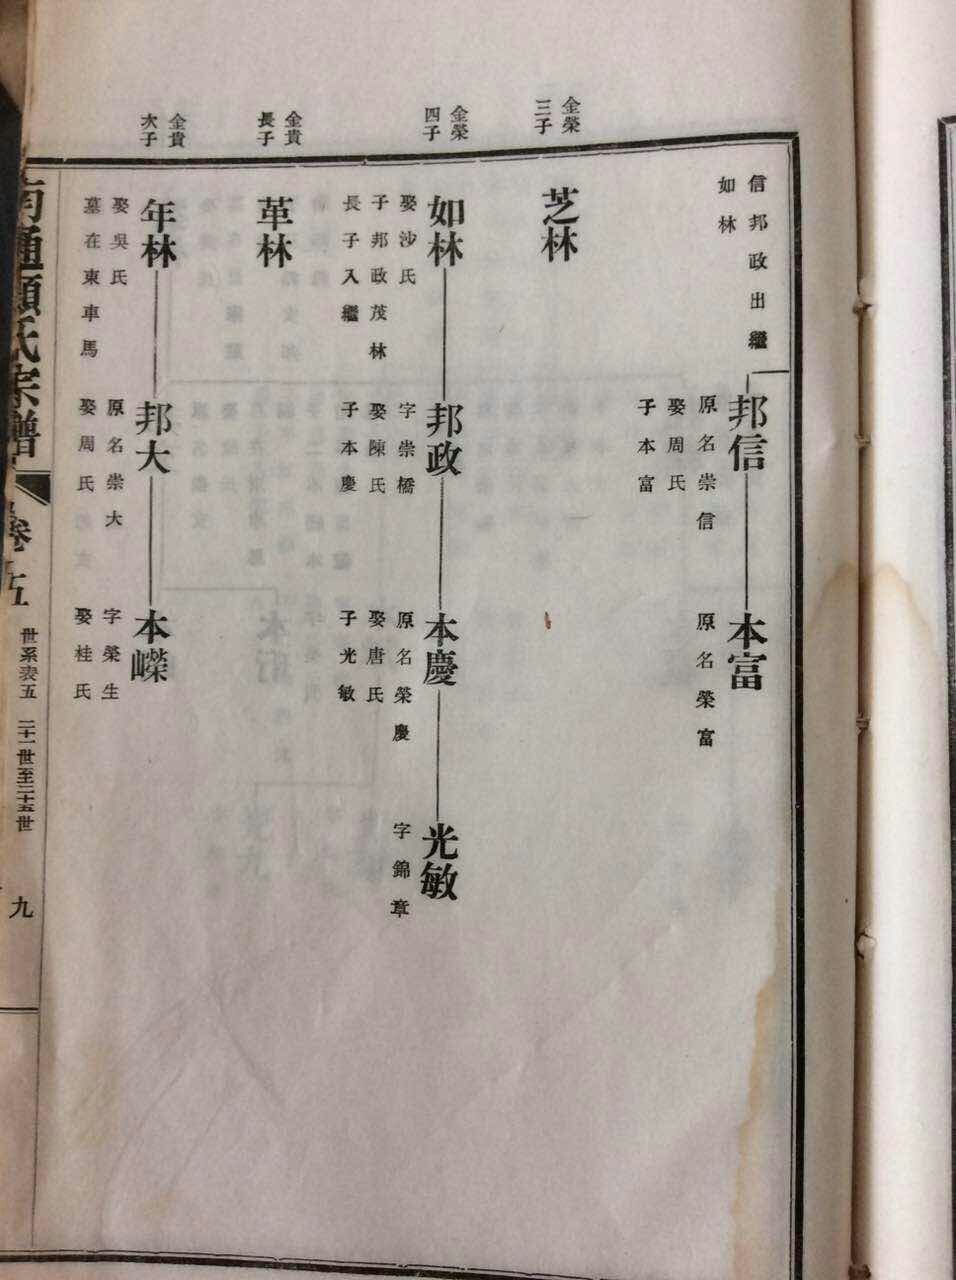 信邦政出繼
如林
邦信
原名崇信
娶周氏
子本富
本富
原名榮富
金榮
三子
芝林
金榮
四子
如林
娶沙氏
子邦政茂林
長子入繼
邦政
字崇橋
娶陳氏
子本慶
本慶
原名榮慶
娶唐氏
子光敏
光敏
字錦章
金貴
長子
革林
金貴
次子
年林
娶吳氏
墓在東車馬
邦大
原名崇大
娶周氏
本嶸
字榮生
娶桂氏
南通顧氏宗譜
卷五
世系表五 二十一世至二十五世
九